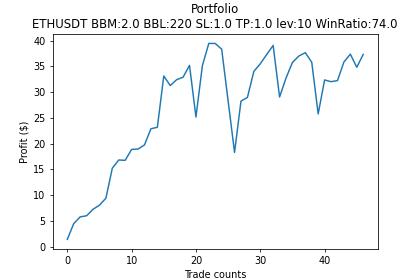 Portfolio
ETHUSDT BBM:2.0 BBL:220 SL:1.0 TP:1.0 lev:10 WinRatio:74.0
40
35
30
25
20
15
10
5
0
Profit ($)
0 10 20 30 40
Trade counts